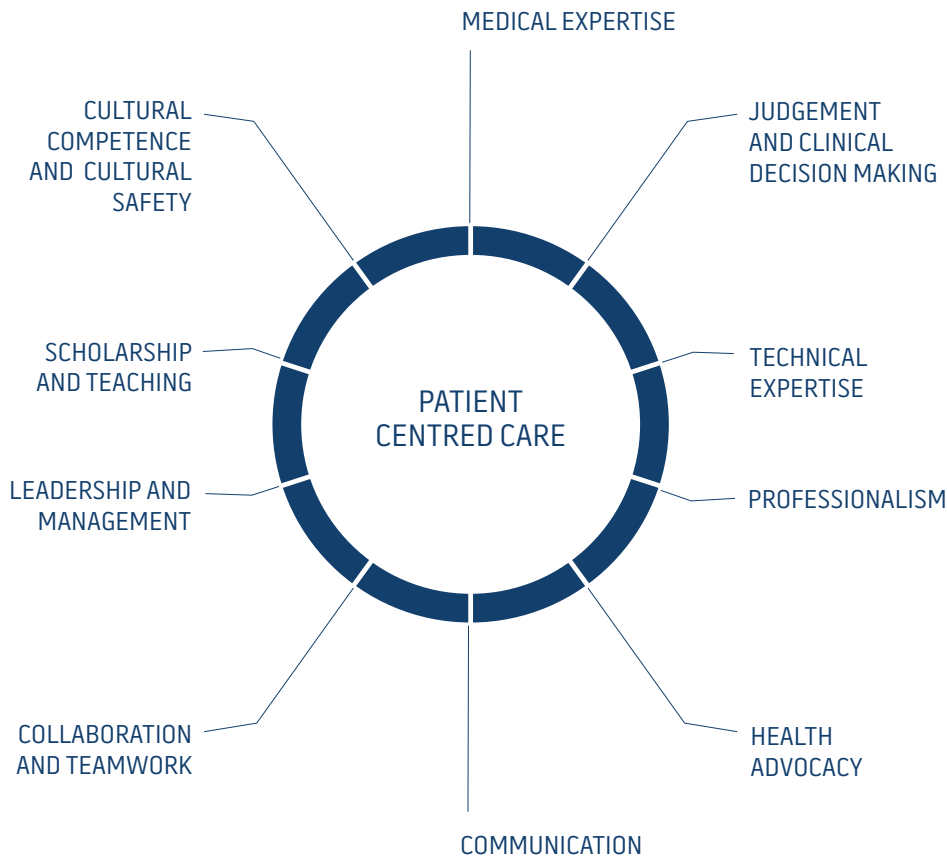 MEDICAL EXPERTISE
JUDGEMENT
AND CLINICAL
DECISION MAKING
TECHNICAL
EXPERTISE
PROFESSIONALISM
HEALTH
ADVOCACY
COMMUNICATION
COLLABORATION
AND TEAMWORK
LEADERSHIP AND
MANAGEMENT
SCHOLARSHIP
AND TEACHING
CULTURAL
COMPETENCE
AND CULTURAL
SAFETY
PATIENT
CENTRED CARE